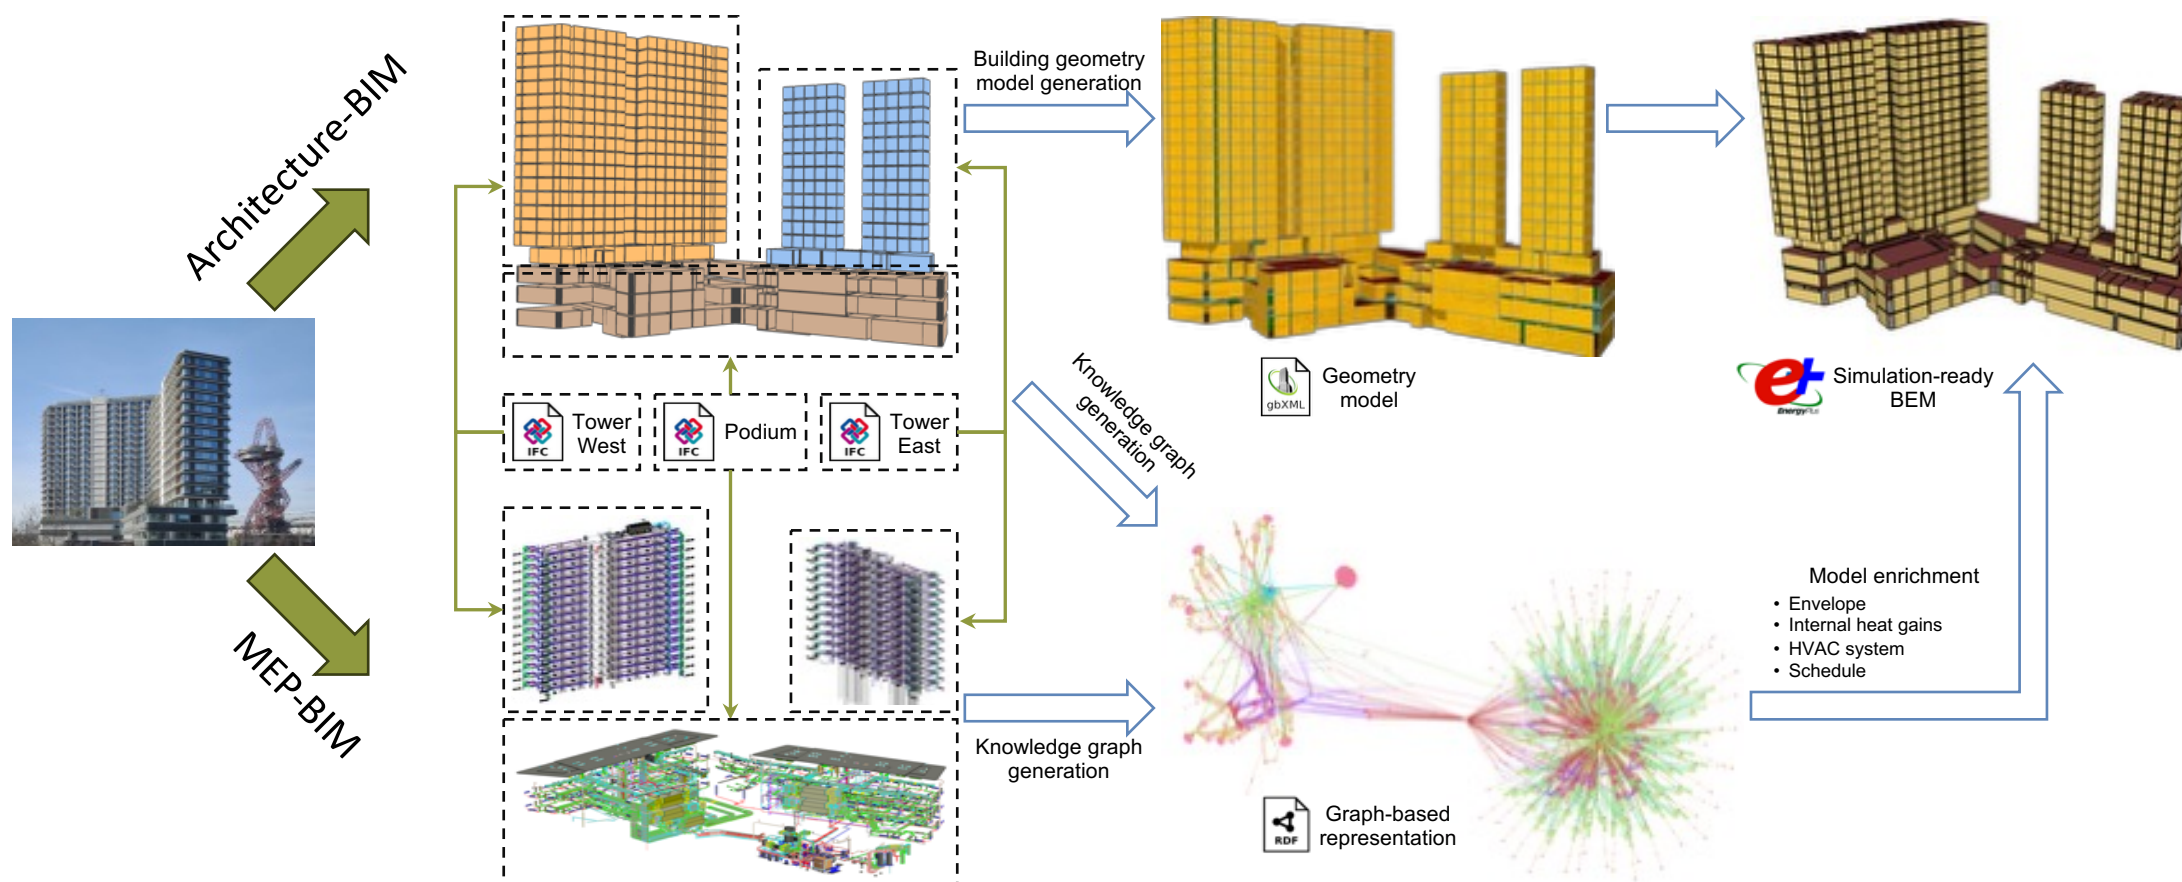 Architecture-BIM
MEP-BIM
Building geometry
model generation
IFC
Tower
West
IFC
Podium
IFC
Tower
East
Knowledge graph
generation
gbXML
Geometry
model
e+
EnergyPlus
Simulation-ready
BEM
Knowledge graph
generation
RDF
Graph-based
representation
Model enrichment
• Envelope
• Internal heat gains
• HVAC system
• Schedule